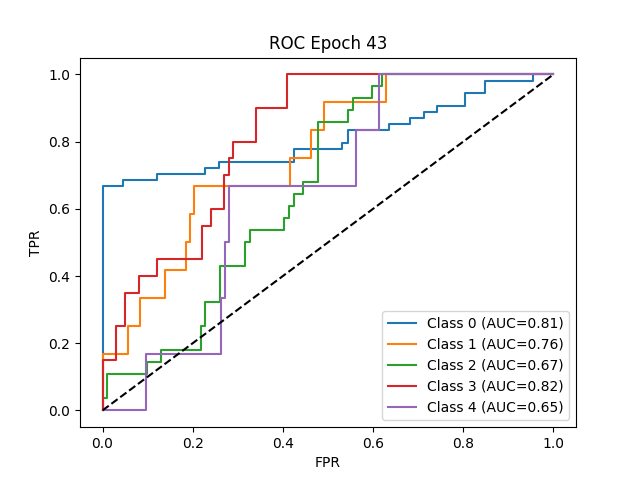 ROC Epoch 43
1.0
0.8
0.6
0.4
0.2
0.0
TPR
0.0 0.2 0.4 0.6 0.8 1.0
FPR
Class 0 (AUC=0.81)
Class 1 (AUC=0.76)
Class 2 (AUC=0.67)
Class 3 (AUC=0.82)
Class 4 (AUC=0.65)